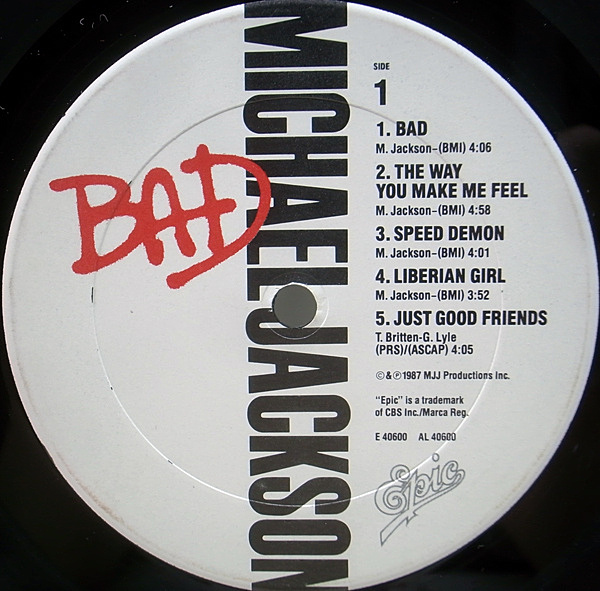 BAD
MICHAEL JACKSON
SIDE
1
1. BAD
M. Jackson–(BMI) 4:06
2. THE WAY
YOU MAKE ME FEEL
M. Jackson–(BMI) 4:58
3. SPEED DEMON
M. Jackson–(BMI) 4:01
4. LIBERIAN GIRL
M. Jackson–(BMI) 3:52
5. JUST GOOD FRIENDS
T. Britten-G. Lyle
(PRS)/(ASCAP) 4:05
©&℗1987 MJJ Productions Inc.
“Epic” is a trademark
of CBS Inc./Marca Reg.
E 40600 AL 40600
Epic